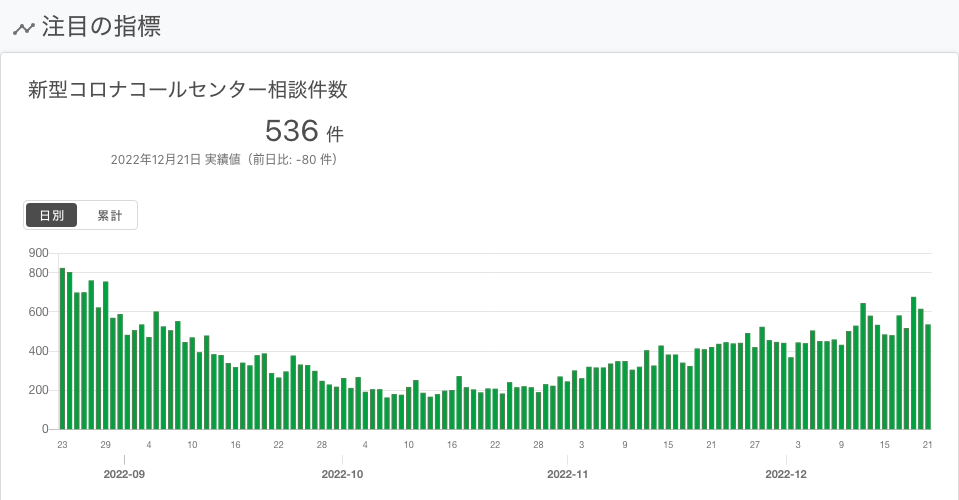 注目の指標
新型コロナコールセンター相談件数
536 件
2022年12月21日 実績値（前日比: -80 件）
日別 累計
900
800
600
400
200
0
23 29 4 10 16 22 28 4 10 16 22 28 3 9 15 21 27 3 9 15 21
2022-09 2022-10 2022-11 2022-12